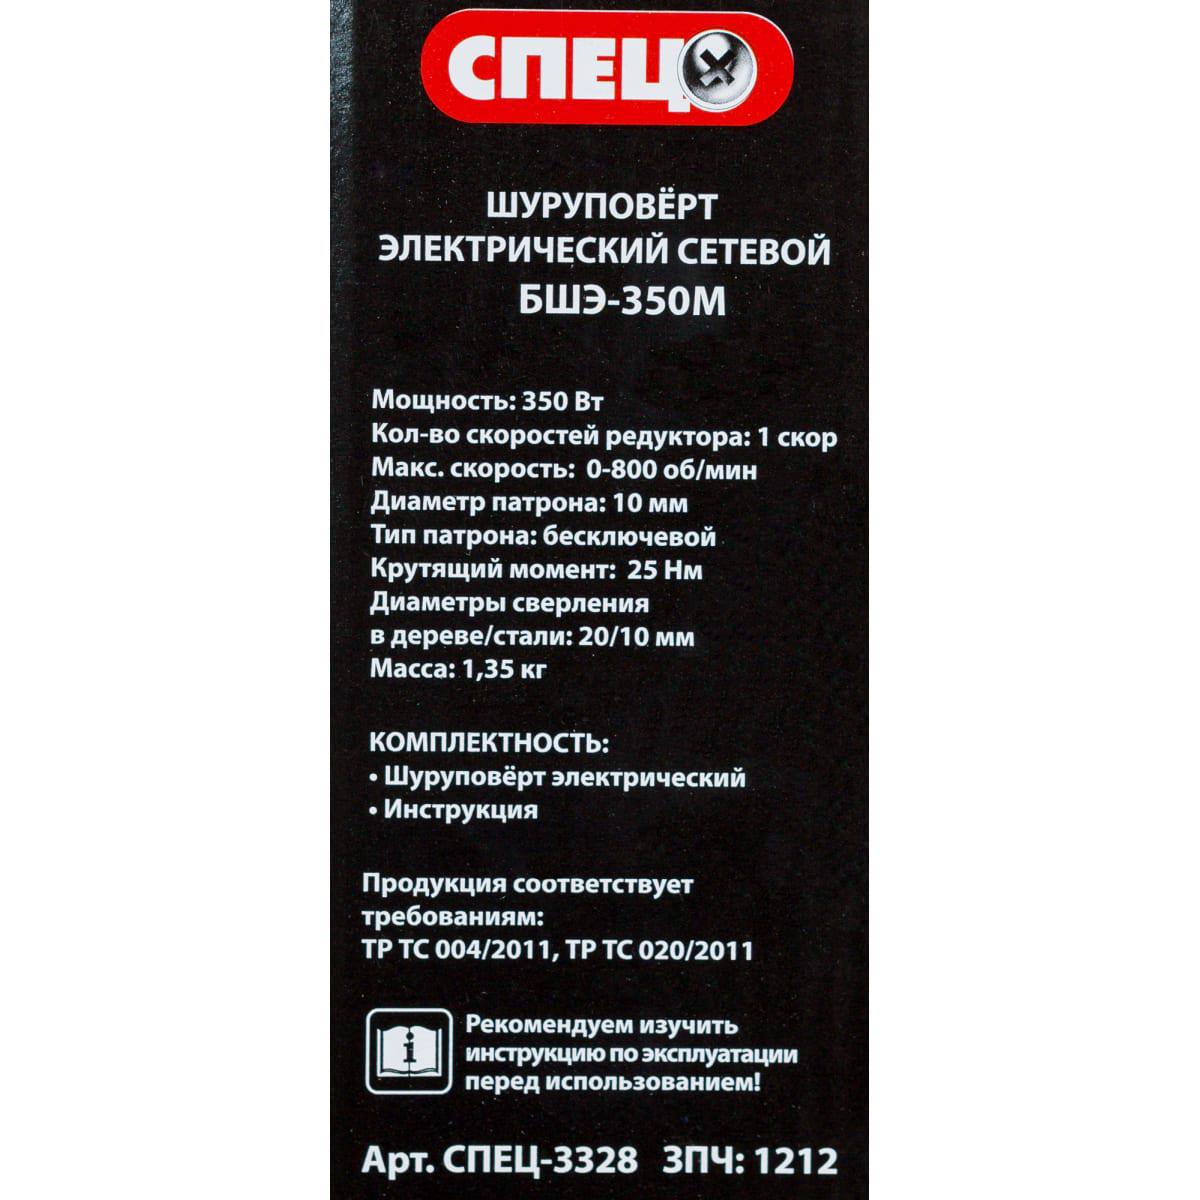 СПЕЦ
ШУРУПОВЁРТ
ЭЛЕКТРИЧЕСКИЙ СЕТЕВОЙ
БШЭ-350М
Мощность: 350 Вт
Кол-во скоростей редуктора: 1 скор
Макс. скорость: 0-800 об/мин
Диаметр патрона: 10 мм
Тип патрона: бесключевой
Крутящий момент: 25 Нм
Диаметры сверления
в дереве/стали: 20/10 мм
Масса: 1,35 кг
КОМПЛЕКТНОСТЬ:
• Шуруповёрт электрический
• Инструкция
Продукция соответствует
требованиям:
ТР ТС 004/2011, ТР ТС 020/2011
i
Рекомендуем изучить
инструкцию по эксплуатации
перед использованием!
Арт. СПЕЦ-3328 ЗПЧ: 1212